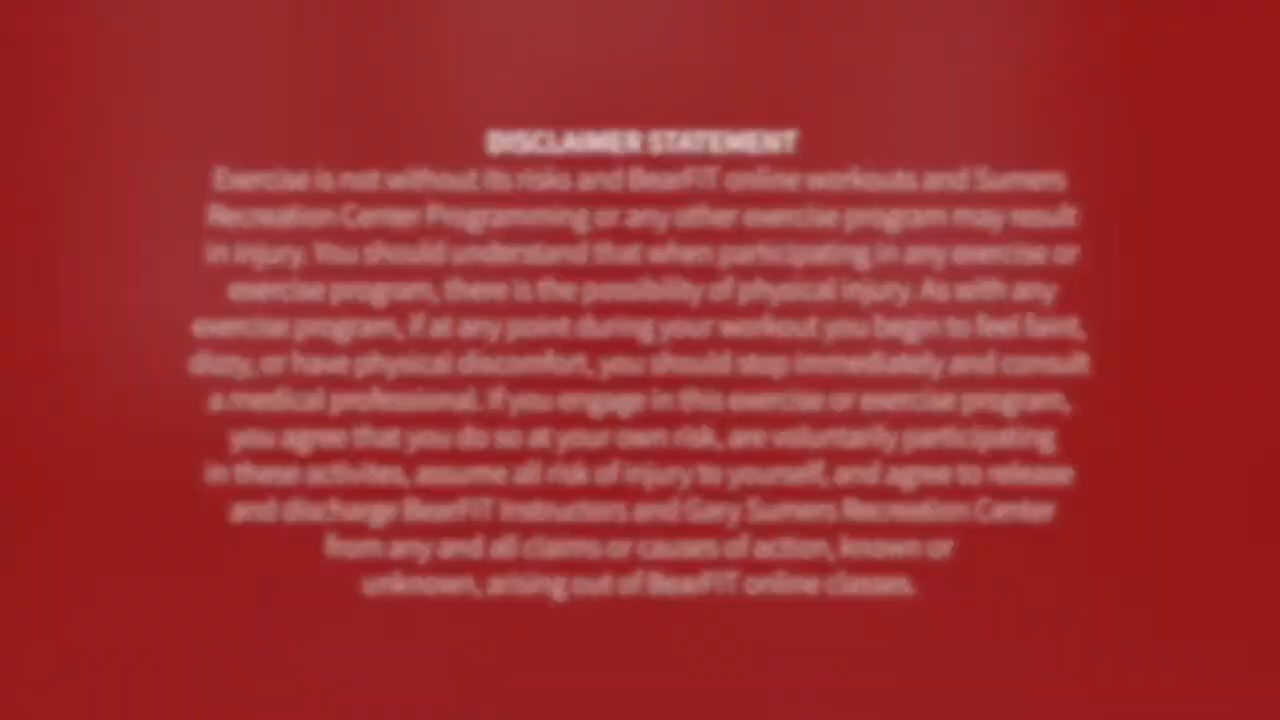 DISCLAIMER STATEMENT
Exercise is not without its risks and BearFIT online workouts and Sumers
Recreation Center Programming or any other exercise program may result
in injury. You should understand that when participating in any exercise or
exercise program, there is the possibility of physical injury. As with any
exercise program, if at any point during your workout you begin to feel faint,
dizzy, or have physical discomfort, you should stop immediately and consult
a medical professional. If you engage in this exercise or exercise program,
you agree that you do so at your own risk, are voluntarily participating
in these activites, assume all risk of injury to yourself, and agree to release
and discharge BearFIT Instructors and Gary Sumers Recreation Center
from any and all claims or causes of action, known or
unknown, arising out of BearFIT online classes.